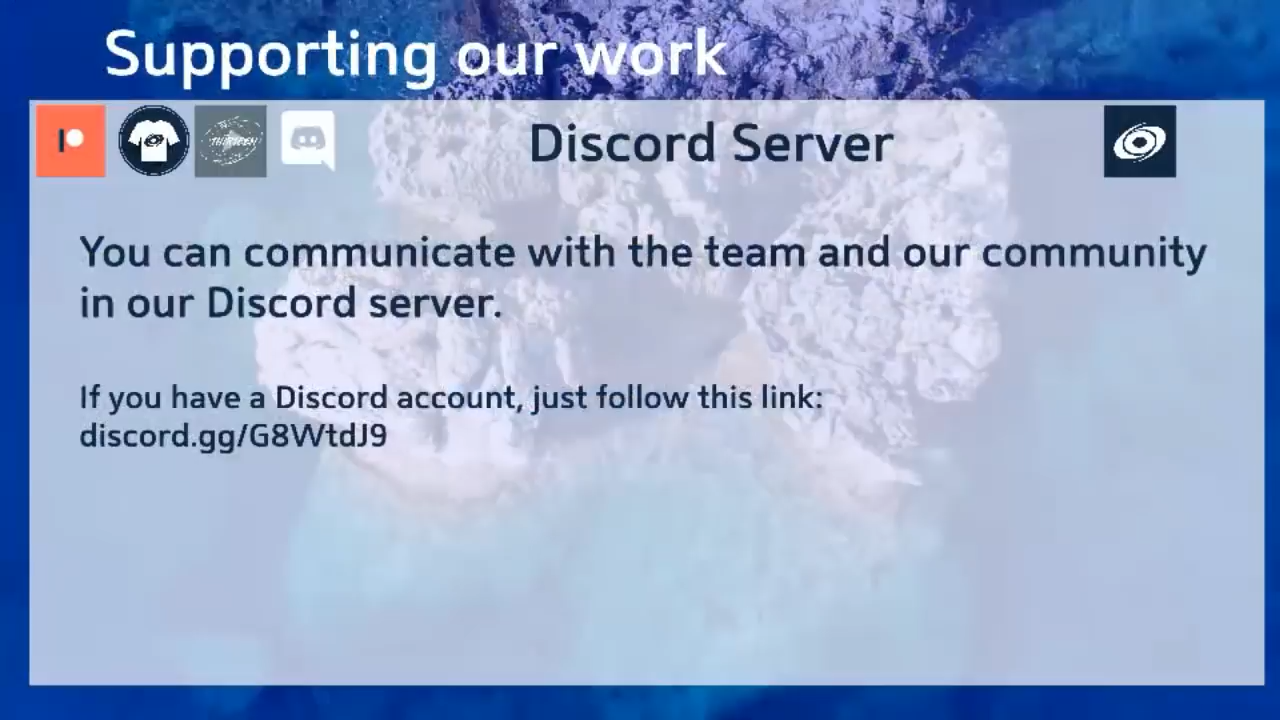 Supporting our work
THIRTEEN
Discord Server
You can communicate with the team and our community
in our Discord server.
If you have a Discord account, just follow this link:
discord.gg/G8WtdJ9